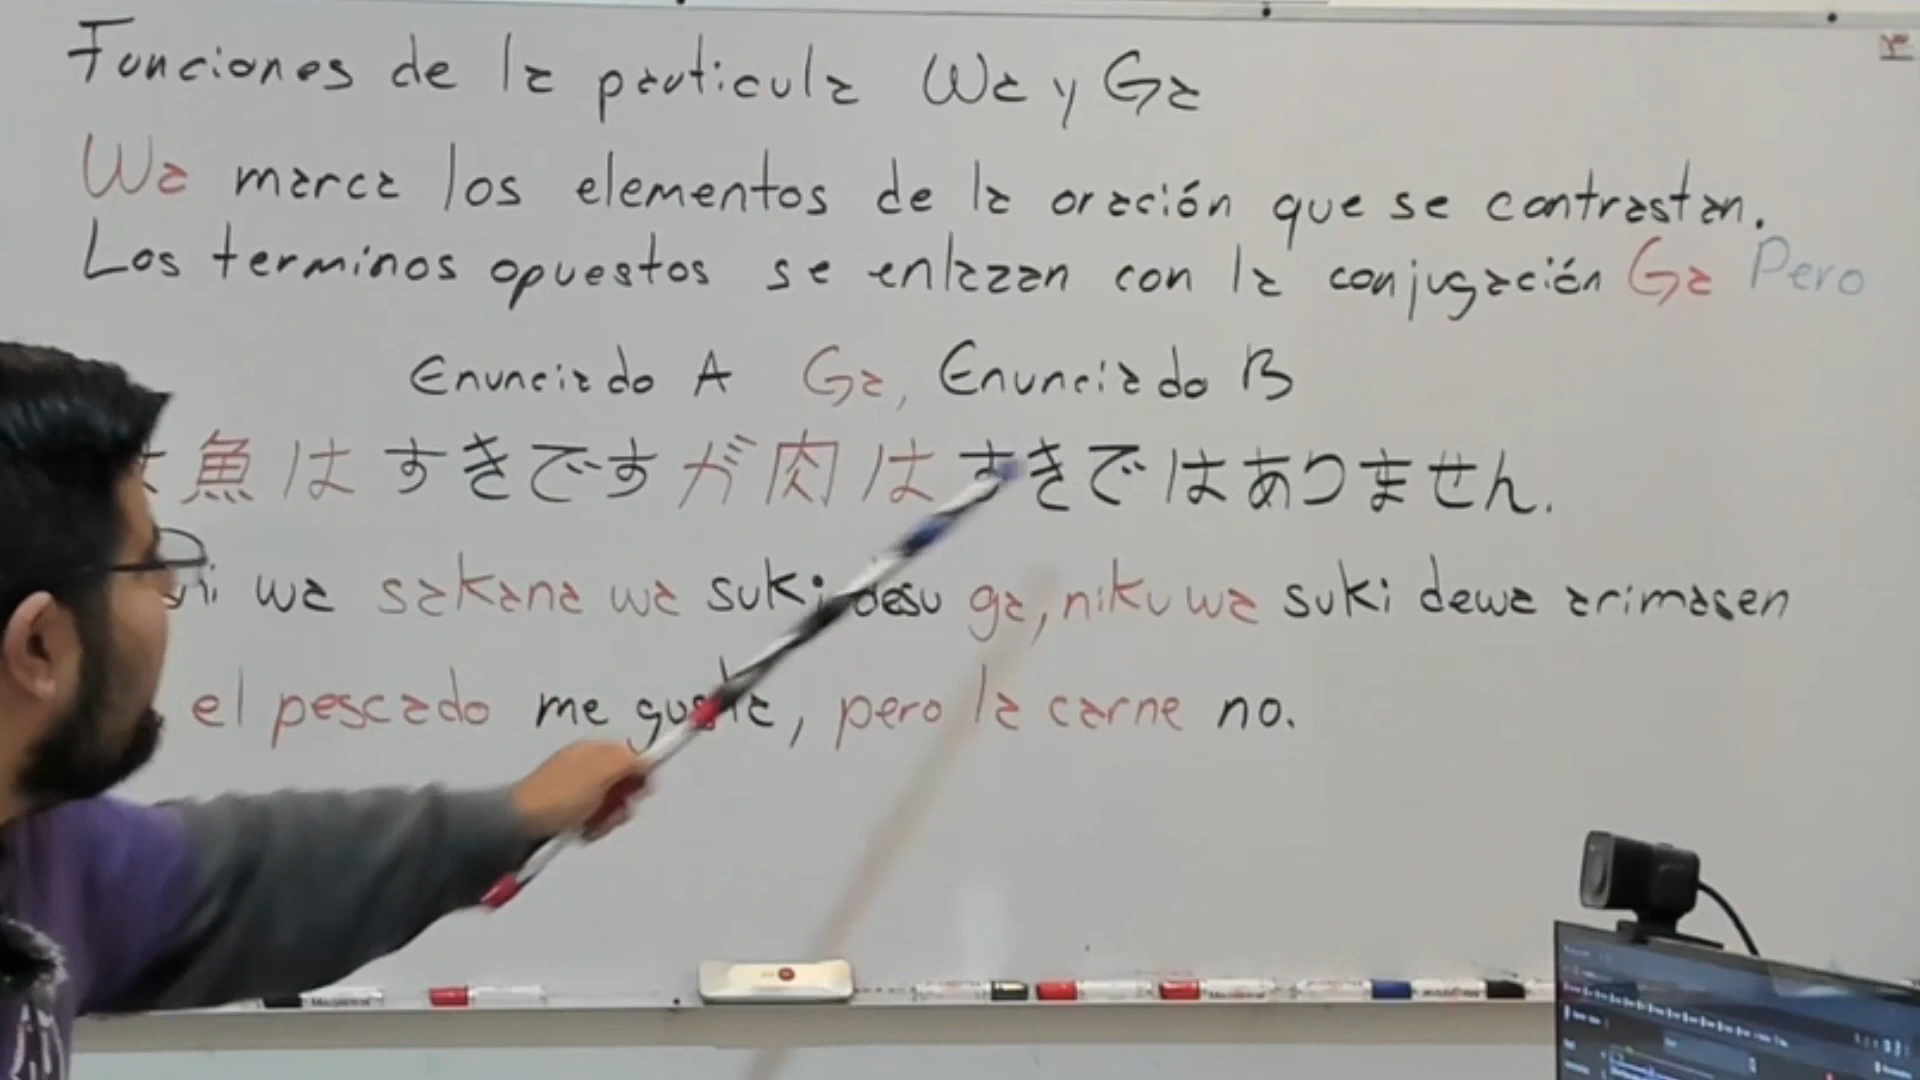 Funciones de la particula Wa y Ga
Wa marca los elementos de la oración que se contrastan.
Los terminos opuestos se enlazan con la conjugación Ga Pero
Enunciado A Ga, Enunciado B
魚はすきですが肉はすきではありません.
wa sakana wa suki desu ga, niku wa suki dewa arimasen
el pescado me gusta, pero la carne no.